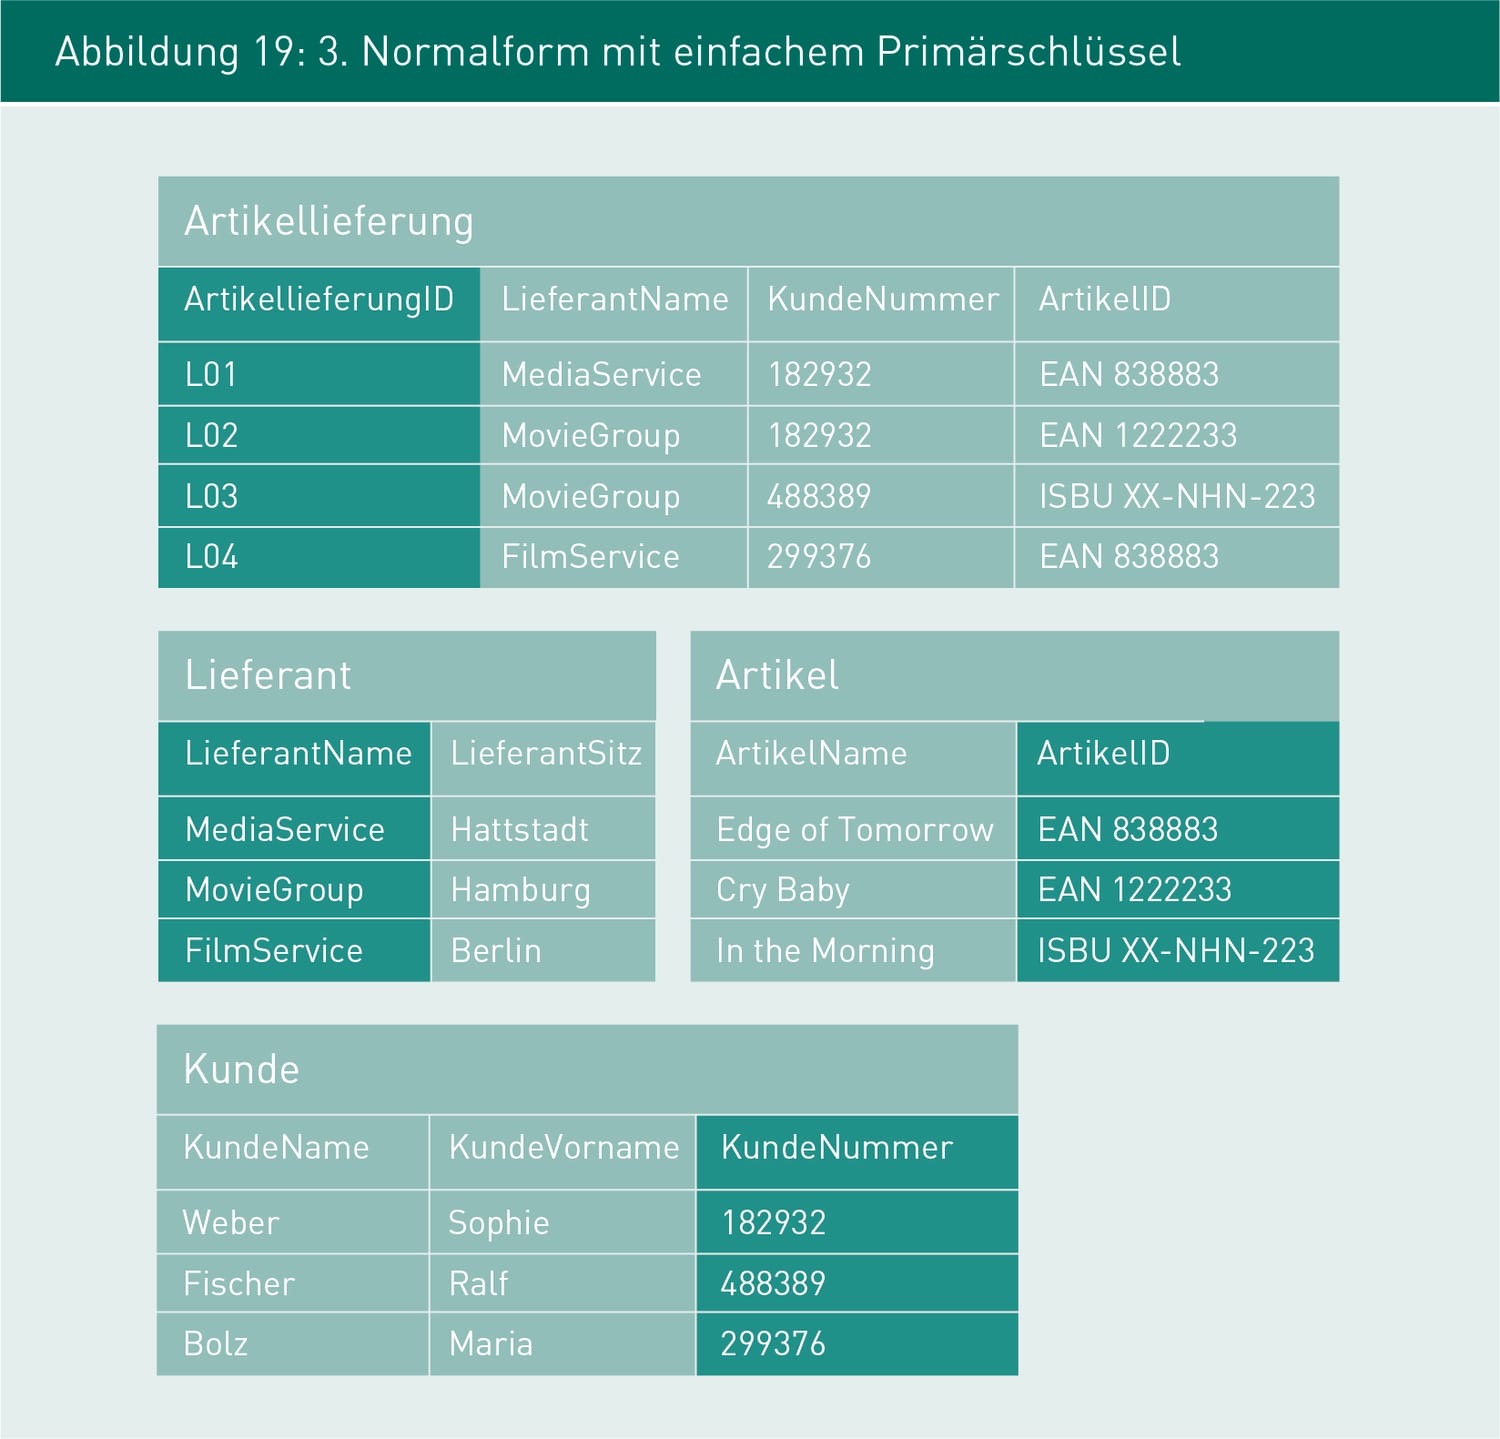 Abbildung 19: 3. Normalform mit einfachem Primärschlüssel
Artikellieferung
ArtikellieferungID LieferantName KundeNummer ArtikelID
L01 MediaService 182932 EAN 838883
L02 MovieGroup 182932 EAN 1222233
L03 MovieGroup 488389 ISBU XX-NHN-223
L04 FilmService 299376 EAN 838883
Lieferant
LieferantName LieferantSitz
MediaService Hattstadt
MovieGroup Hamburg
FilmService Berlin
Artikel
ArtikelName ArtikelID
Edge of Tomorrow EAN 838883
Cry Baby EAN 1222233
In the Morning ISBU XX-NHN-223
Kunde
KundeName KundeVorname KundeNummer
Weber Sophie 182932
Fischer Ralf 488389
Bolz Maria 299376